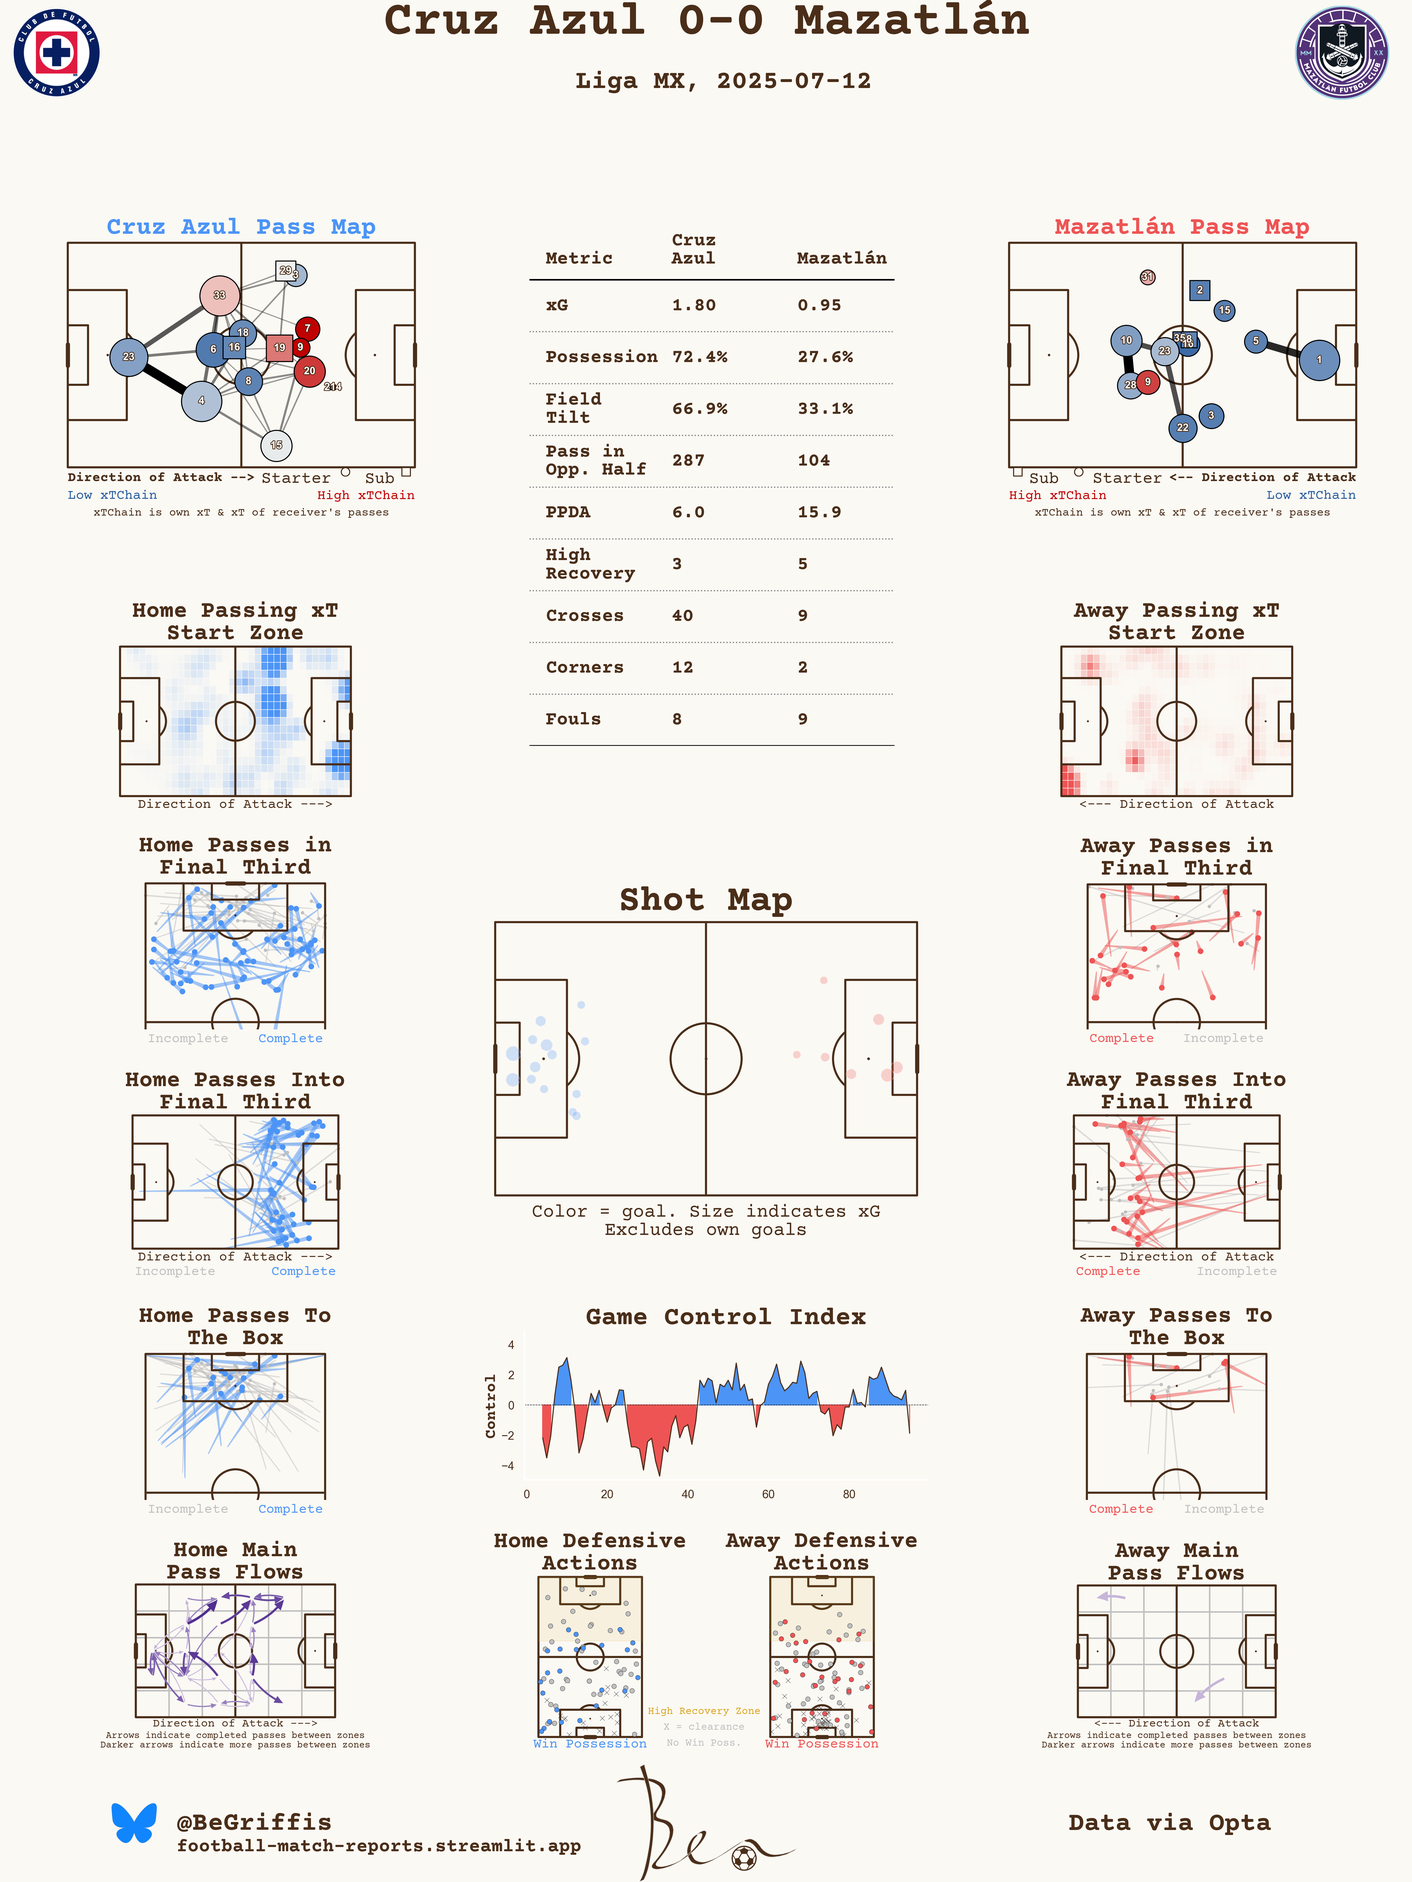 Cruz Azul 0-0 Mazatlán
Liga MX, 2025-07-12
CLUB DE FUTBOL
CRUZ AZUL
MM XX
MAZATLÁN FUTBOL CLUB
Cruz Azul Pass Map
29 3
33
7
18
6 16 19 9
23
20
8 214
4
15
Direction of Attack --> Starter Sub
Low xTChain High xTChain
xTChain is own xT & xT of receiver's passes
Metric Cruz Azul Mazatlán
xG 1.80 0.95
Possession 72.4% 27.6%
Field Tilt 66.9% 33.1%
Pass in Opp. Half 287 104
PPDA 6.0 15.9
High Recovery 3 5
Crosses 40 9
Corners 12 2
Fouls 8 9
Mazatlán Pass Map
31
2
15
10 358 5
23 16
1
28 9
3
22
Sub Starter <-- Direction of Attack
High xTChain Low xTChain
xTChain is own xT & xT of receiver's passes
Home Passing xT
Start Zone
Direction of Attack --->
Away Passing xT
Start Zone
<--- Direction of Attack
Home Passes in
Final Third
Incomplete Complete
Shot Map
Color = goal. Size indicates xG
Excludes own goals
Away Passes in
Final Third
Complete Incomplete
Home Passes Into
Final Third
Direction of Attack --->
Incomplete Complete
Away Passes Into
Final Third
<--- Direction of Attack
Complete Incomplete
Home Passes To
The Box
Incomplete Complete
Game Control Index
Control
4
2
0
−2
−4
0 20 40 60 80
Away Passes To
The Box
Complete Incomplete
Home Main
Pass Flows
Direction of Attack --->
Arrows indicate completed passes between zones
Darker arrows indicate more passes between zones
Home Defensive
Actions
Win Possession
High Recovery Zone
X = clearance
No Win Poss.
Away Defensive
Actions
Win Possession
Away Main
Pass Flows
<--- Direction of Attack
Arrows indicate completed passes between zones
Darker arrows indicate more passes between zones
@BeGriffis
football-match-reports.streamlit.app
Ben
Data via Opta